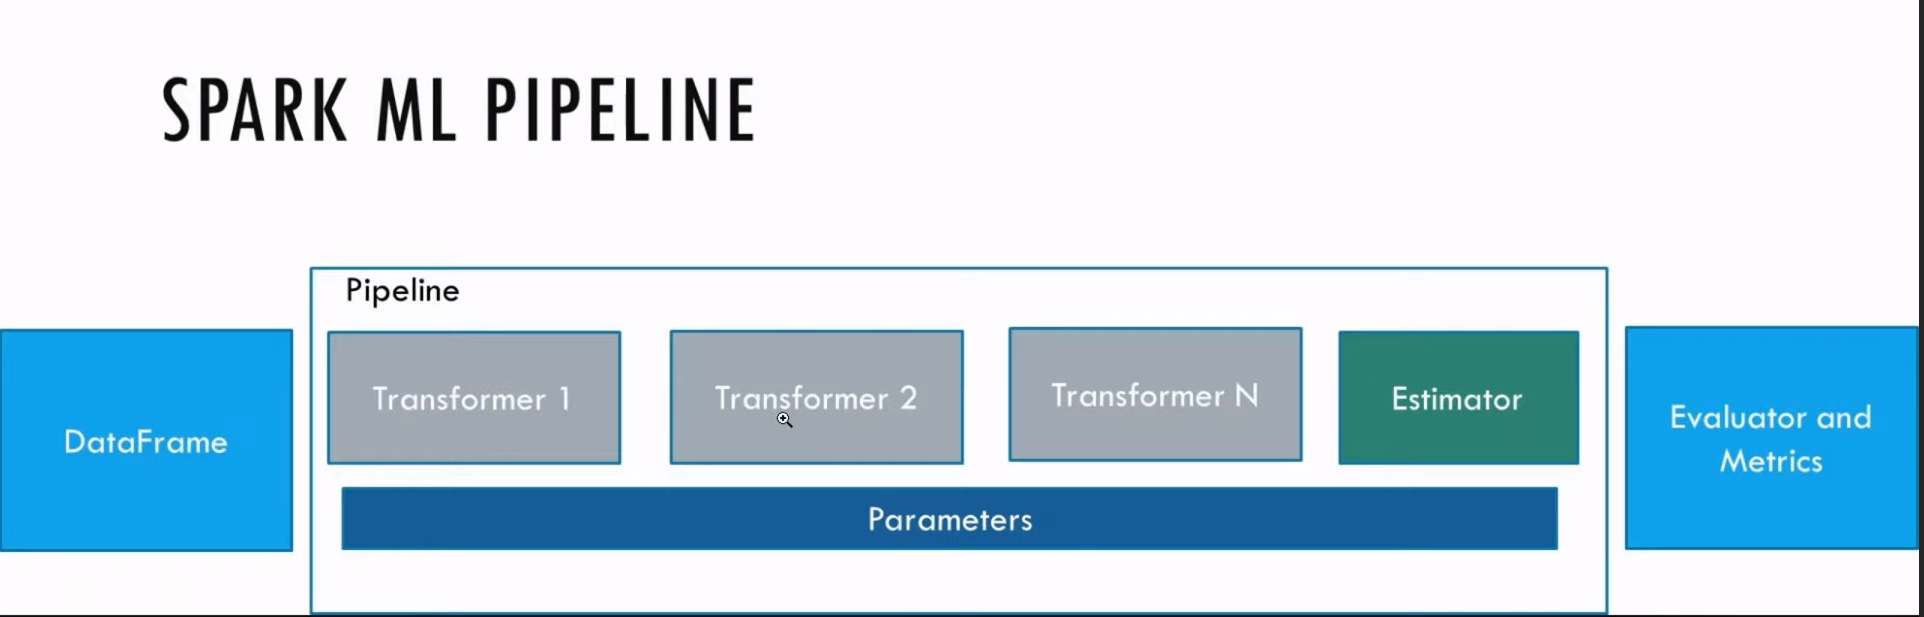 SPARK ML PIPELINE
Pipeline
DataFrame
Transformer 1
Transformer 2
Transformer N
Estimator
Parameters
Evaluator and
Metrics